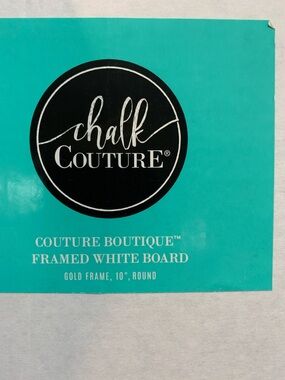 chalk
COUTURE®
COUTURE BOUTIQUE™
FRAMED WHITE BOARD
GOLD FRAME, 10", ROUND